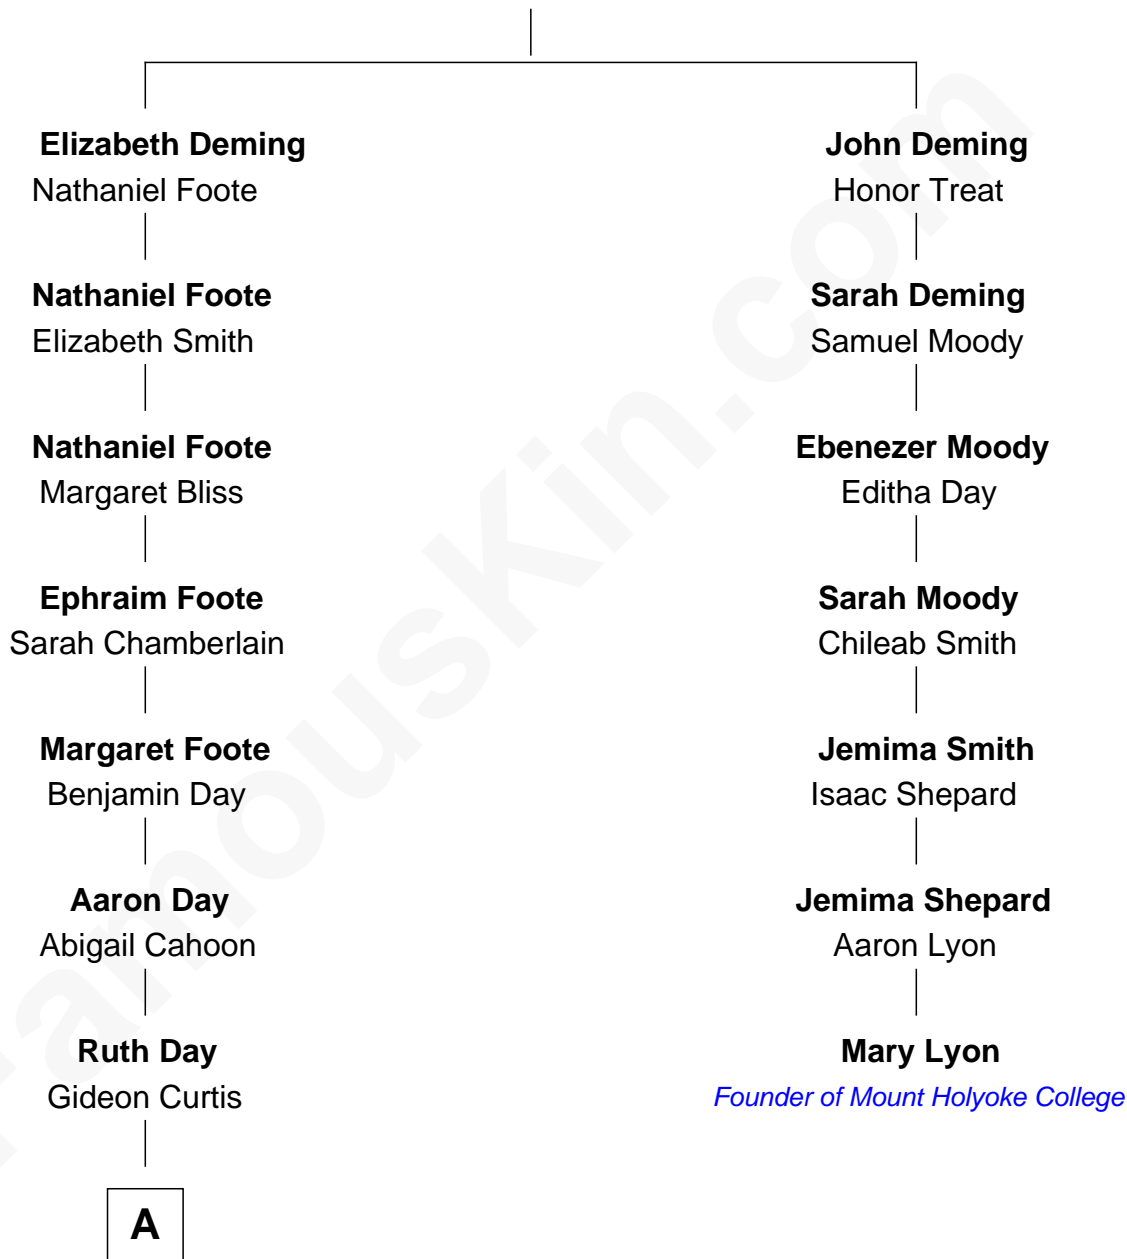 Elizabeth Deming
Nathaniel Foote
Nathaniel Foote
Elizabeth Smith
Nathaniel Foote
Margaret Bliss
Ephraim Foote
Sarah Chamberlain
Margaret Foote
Benjamin Day
Aaron Day
Abigail Cahoon
Ruth Day
Gideon Curtis
A
John Deming
Honor Treat
Sarah Deming
Samuel Moody
Ebenezer Moody
Editha Day
Sarah Moody
Chileab Smith
Jemima Smith
Isaac Shepard
Jemima Shepard
Aaron Lyon
Mary Lyon
Founder of Mount Holyoke College
FamousKin.com